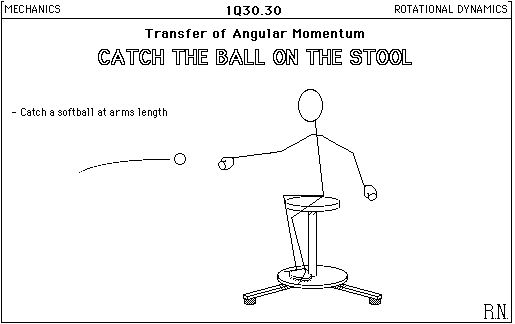 MECHANICS
1Q30.30
ROTATIONAL DYNAMICS
Transfer of Angular Momentum
CATCH THE BALL ON THE STOOL
- Catch a softball at arms length
R.N.